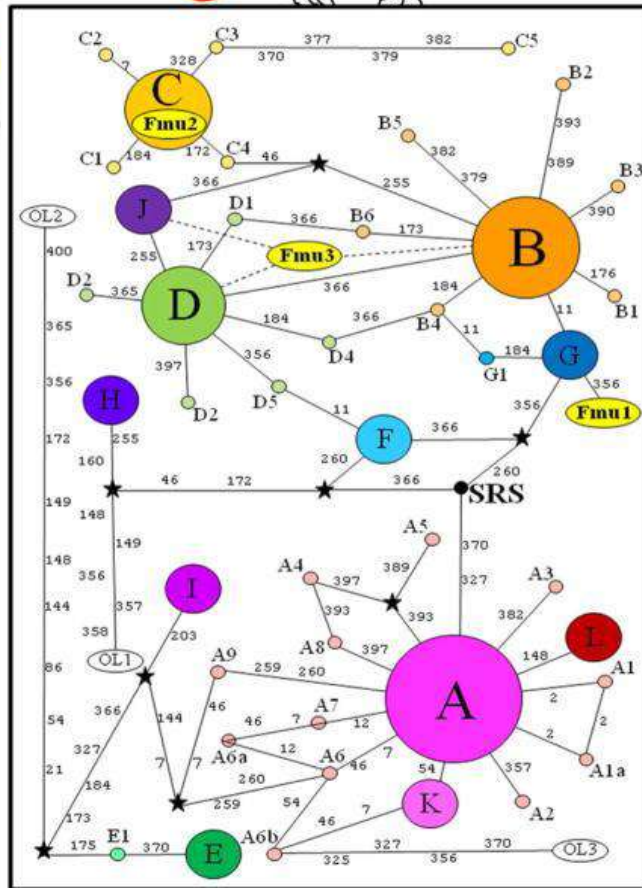 C2
C3
377
382
C5
7
328
370
379
C
Fmu2
B2
184
172
C4
46
B5
393
C1
382
389
B3
366
255
379
390
OL2
J
D1
366
B6
173
173
Fmu3
B
400
255
176
D2
365
D
366
184
B1
365
184
366
B4
11
11
397
356
D4
184
G
356
H
D2
D5
G1
356
255
11
F
366
356
Fmu1
172
160
260
260
46
172
366
SRS
149
148
149
A5
370
148
356
A4
389
327
A3
144
357
I
397
393
382
358
203
393
A8
397
L
86
OL1
A9
259
260
148
A1
366
A
2
54
144
46
A7
2
327
46
7
12
2
21
184
7
7
A6a
12
A6
46
7
54
357
A1a
173
260
259
54
K
A2
46
7
175
E1
370
E
A6b
327
370
OL3
325
356